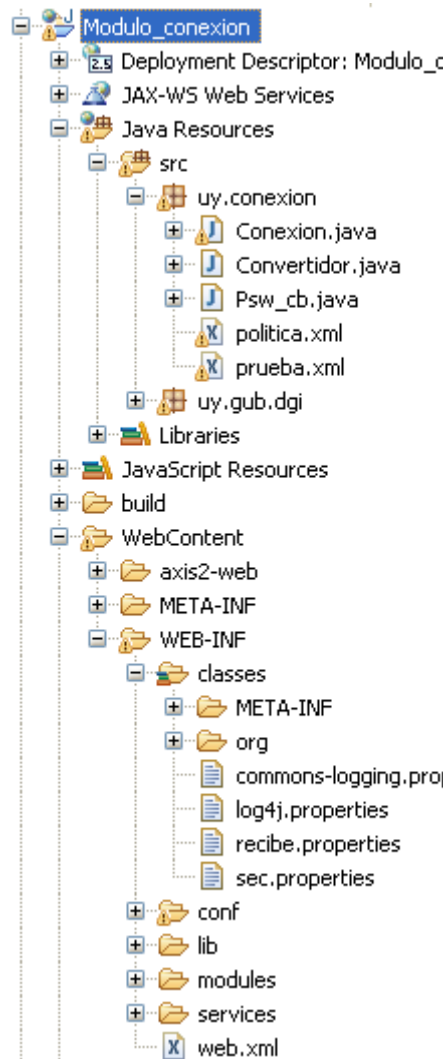 Modulo_conexion
2.5 Deployment Descriptor: Modulo_c
JAX-WS Web Services
Java Resources
src
uy.conexion
J Conexion.java
J Convertidor.java
J Psw_cb.java
X politica.xml
X prueba.xml
uy.gub.dgi
Libraries
JavaScript Resources
build
WebContent
axis2-web
META-INF
WEB-INF
classes
META-INF
org
commons-logging.prop
log4j.properties
recibe.properties
sec.properties
conf
lib
modules
services
X web.xml